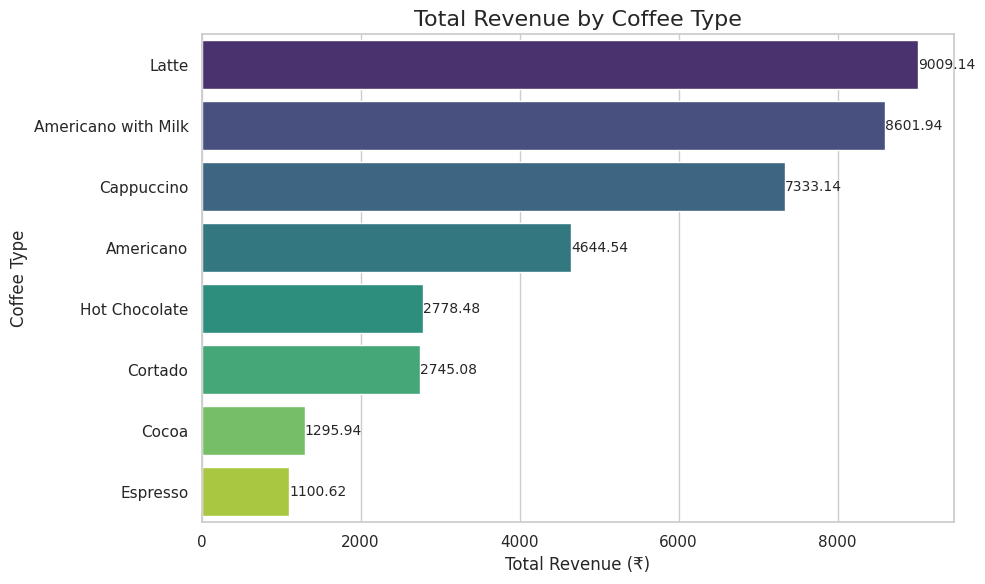 Total Revenue by Coffee Type
Coffee Type
Latte 9009.14
Americano with Milk 8601.94
Cappuccino 7333.14
Americano 4644.54
Hot Chocolate 2778.48
Cortado 2745.08
Cocoa 1295.94
Espresso 1100.62
0 2000 4000 6000 8000
Total Revenue (₹)